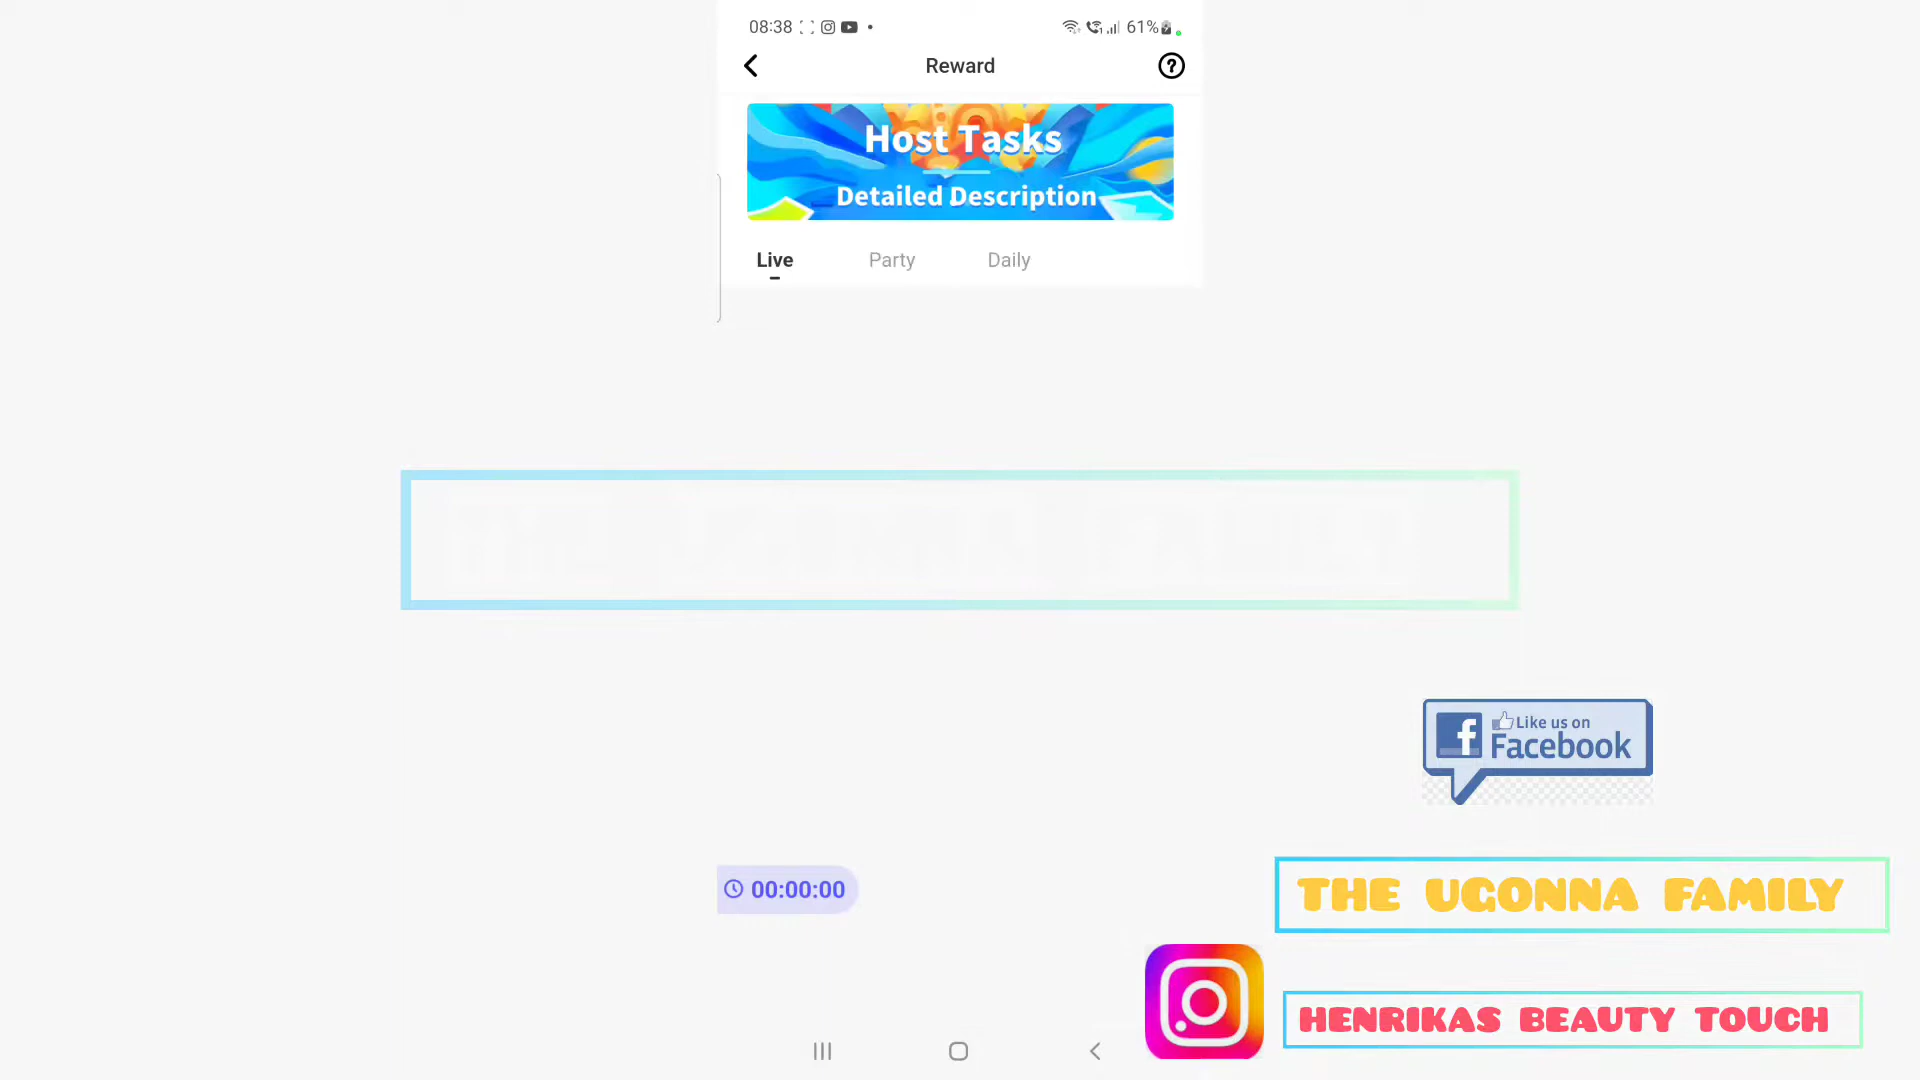 08:38 61%
Reward
Host Tasks
Detailed Description
Live Party Daily
Like us on
Facebook
00:00:00
THE UGONNA FAMILY
HENRIKAS BEAUTY TOUCH